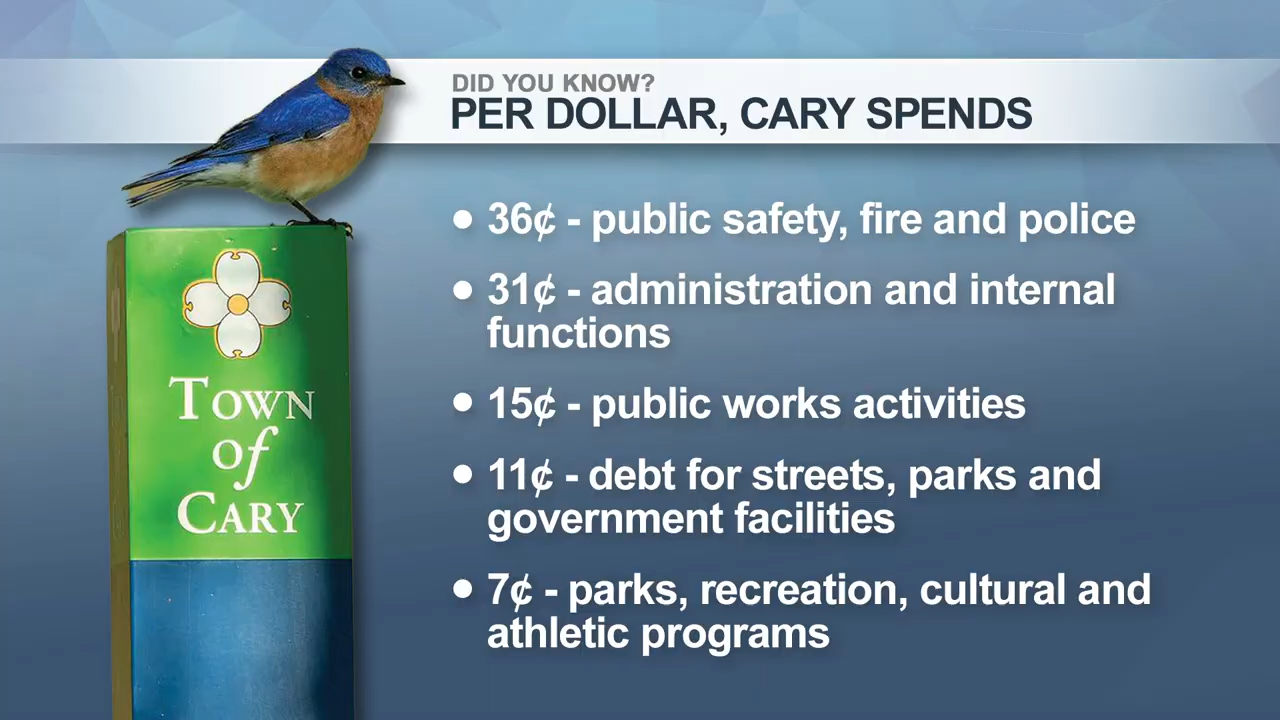 DID YOU KNOW?
PER DOLLAR, CARY SPENDS
• 36¢ - public safety, fire and police
• 31¢ - administration and internal
functions
• 15¢ - public works activities
• 11¢ - debt for streets, parks and
government facilities
• 7¢ - parks, recreation, cultural and
athletic programs
TOWN
of
CARY